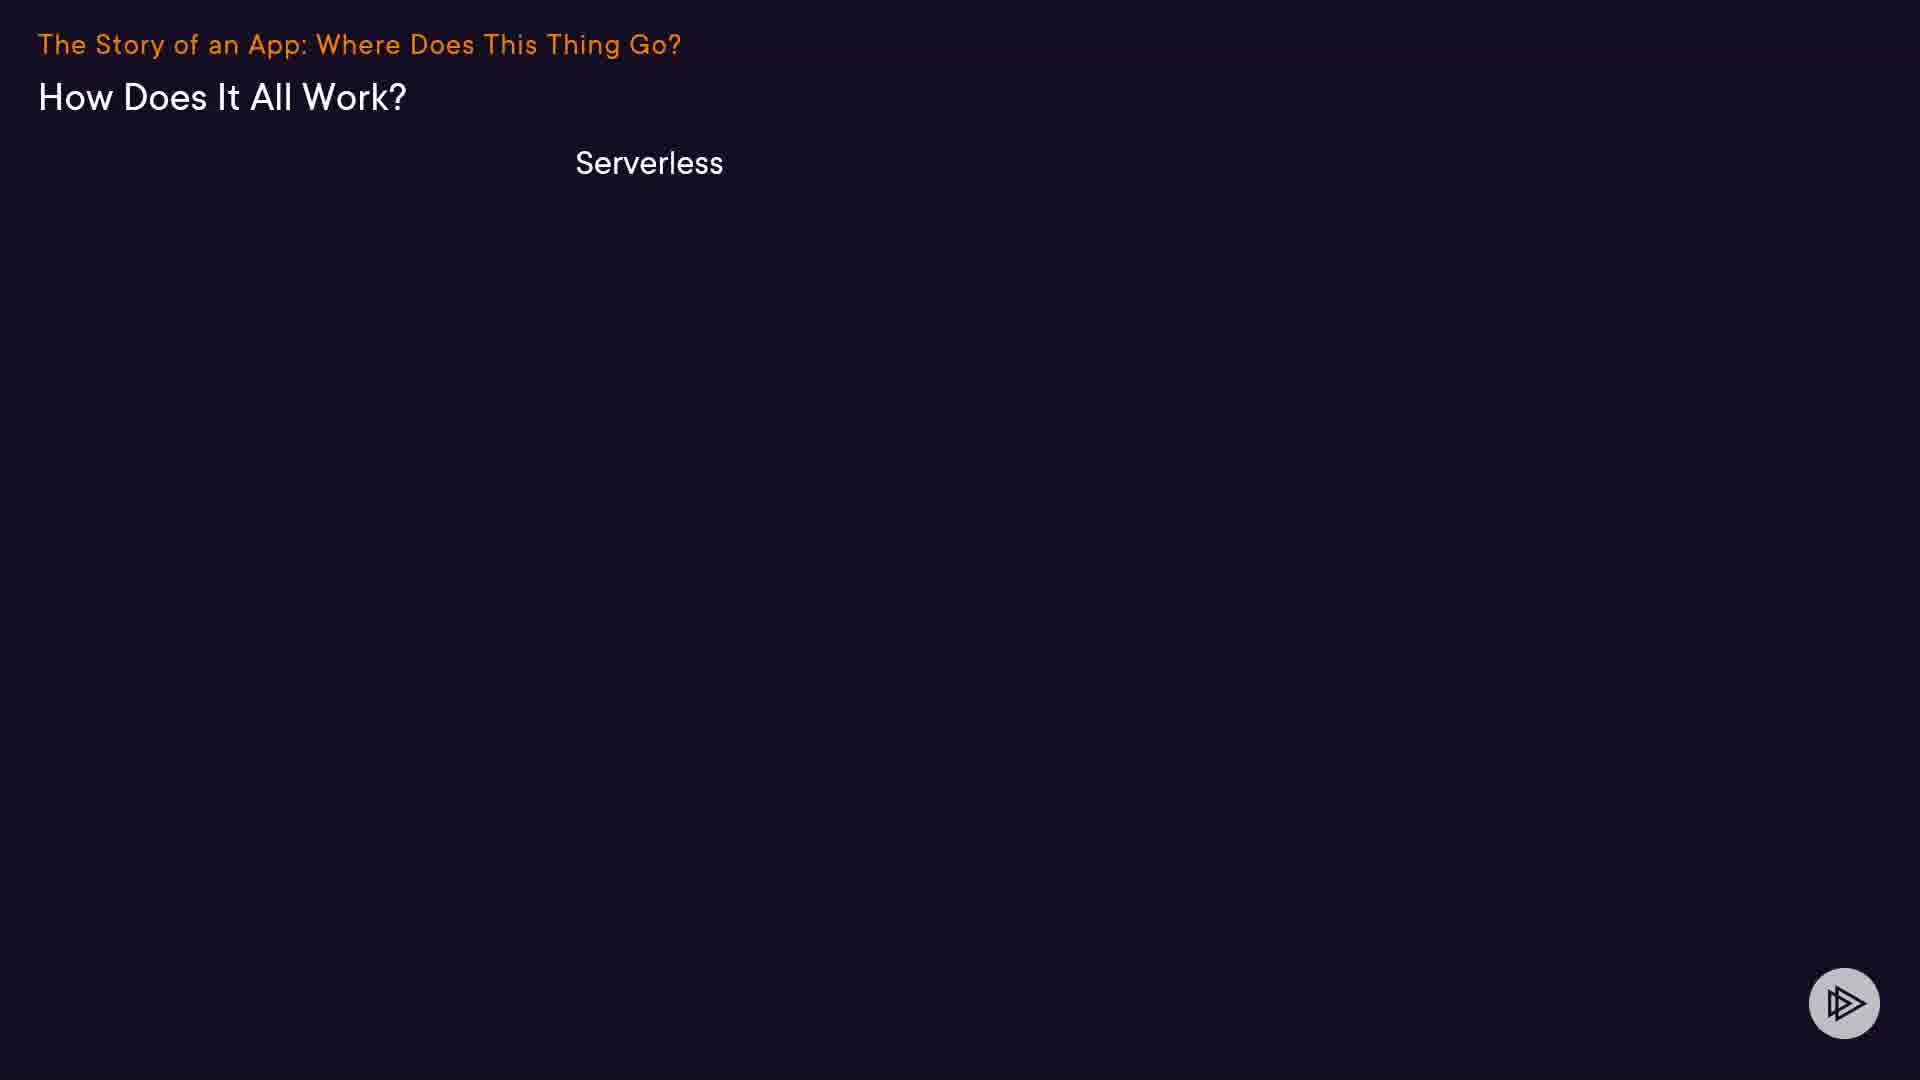 The Story of an App: Where Does This Thing Go?
How Does It All Work?
Serverless